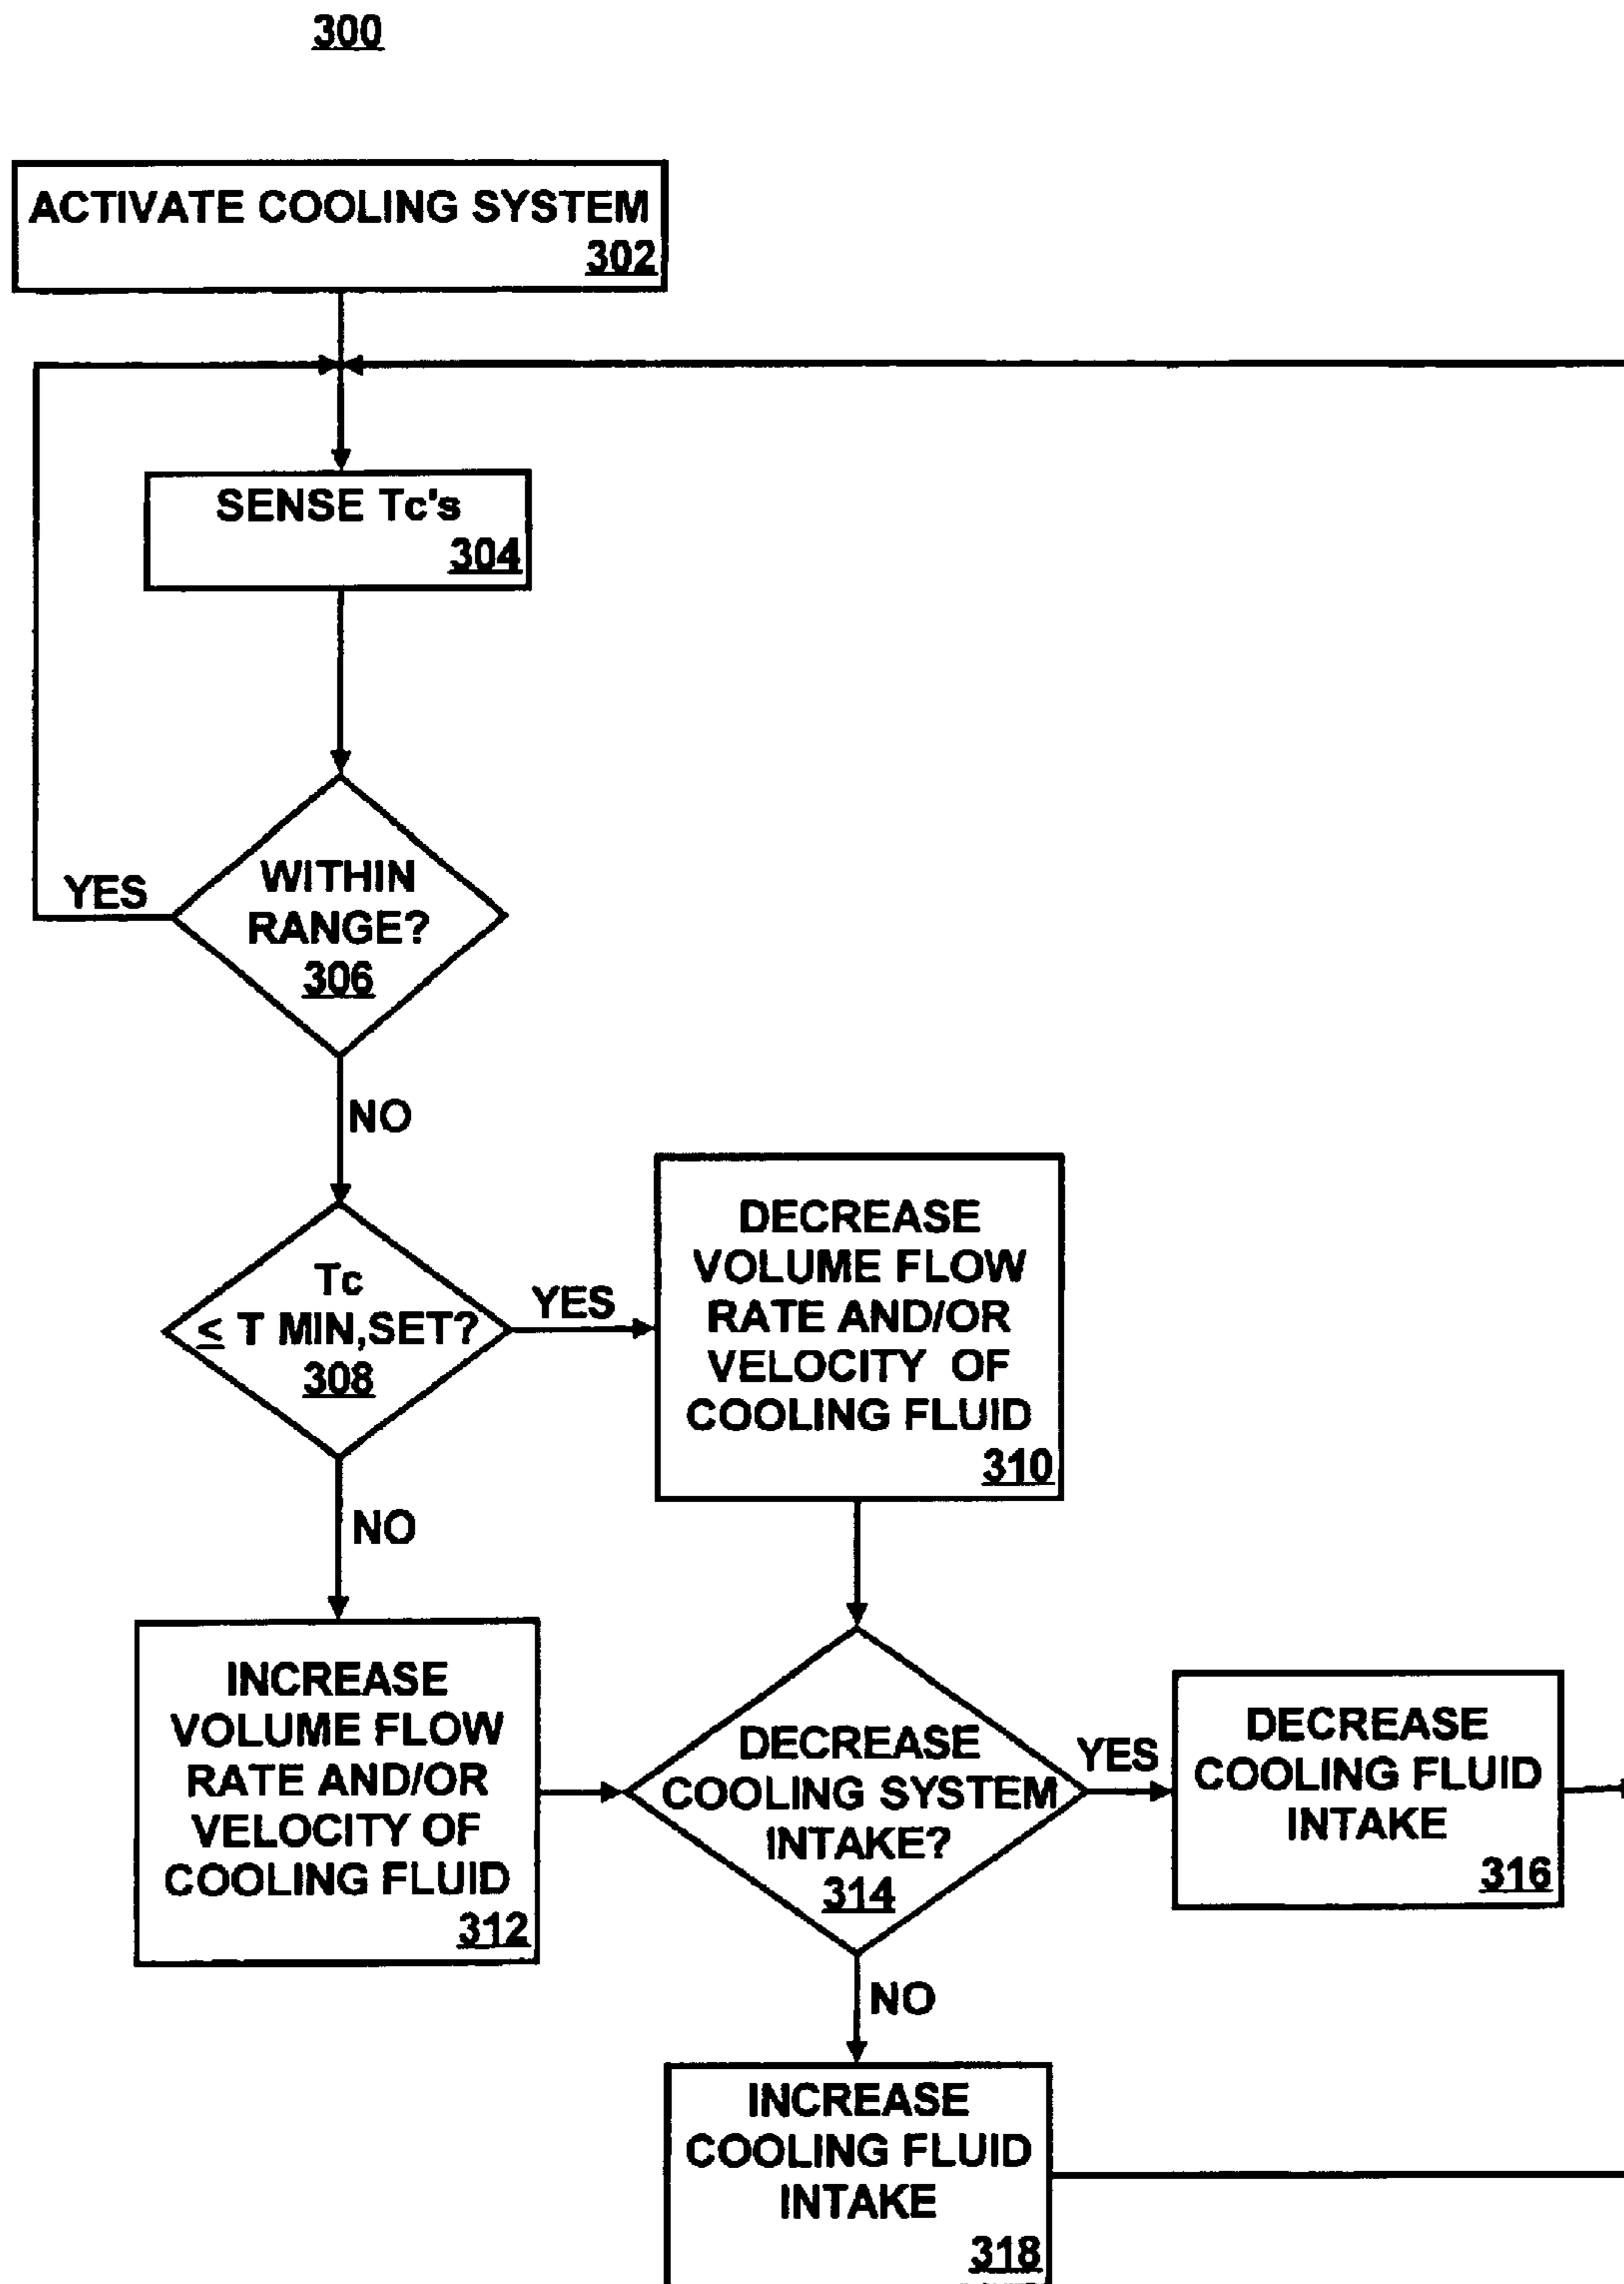 300
ACTIVATE COOLING SYSTEM
302
SENSE Tc's
304
WITHIN
RANGE?
306
YES
NO
Tc
≤ T MIN,SET?
308
YES
NO
DECREASE
VOLUME FLOW
RATE AND/OR
VELOCITY OF
COOLING FLUID
310
INCREASE
VOLUME FLOW
RATE AND/OR
VELOCITY OF
COOLING FLUID
312
DECREASE
COOLING SYSTEM
INTAKE?
314
YES
NO
DECREASE
COOLING FLUID
INTAKE
316
INCREASE
COOLING FLUID
INTAKE
318